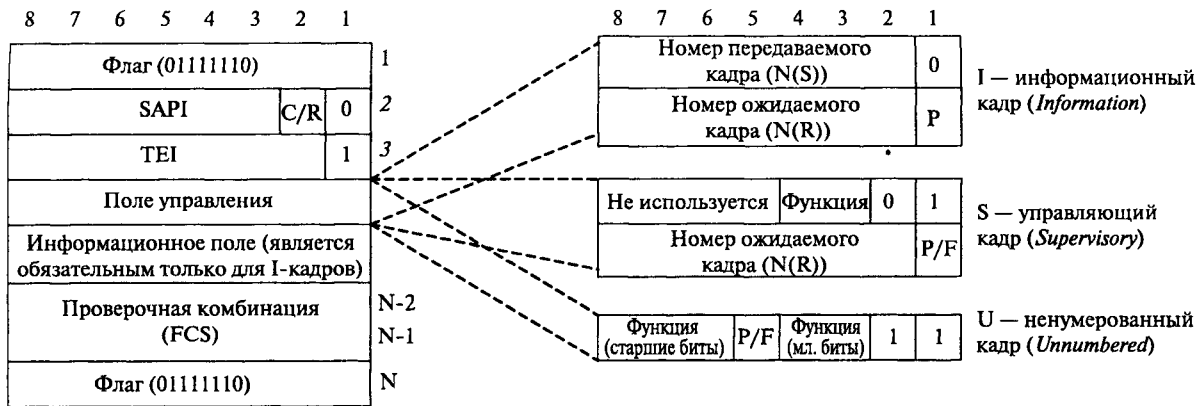 8 7 6 5 4 3 2 1
Флаг (01111110)
1
SAPI
C/R
0
2
TEI
1
3
Поле управления
Информационное поле (является
обязательным только для I-кадров)
Проверочная комбинация
(FCS)
N-2
N-1
Флаг (01111110)
N
8 7 6 5 4 3 2 1
Номер передаваемого
кадра (N(S))
0
Номер ожидаемого
кадра (N(R))
P
I — информационный
кадр (Information)
Не используется
Функция
0
1
Номер ожидаемого
кадра (N(R))
P/F
S — управляющий
кадр (Supervisory)
Функция
(старшие биты)
P/F
Функция
(мл. биты)
1
1
U — ненумерованный
кадр (Unnumbered)